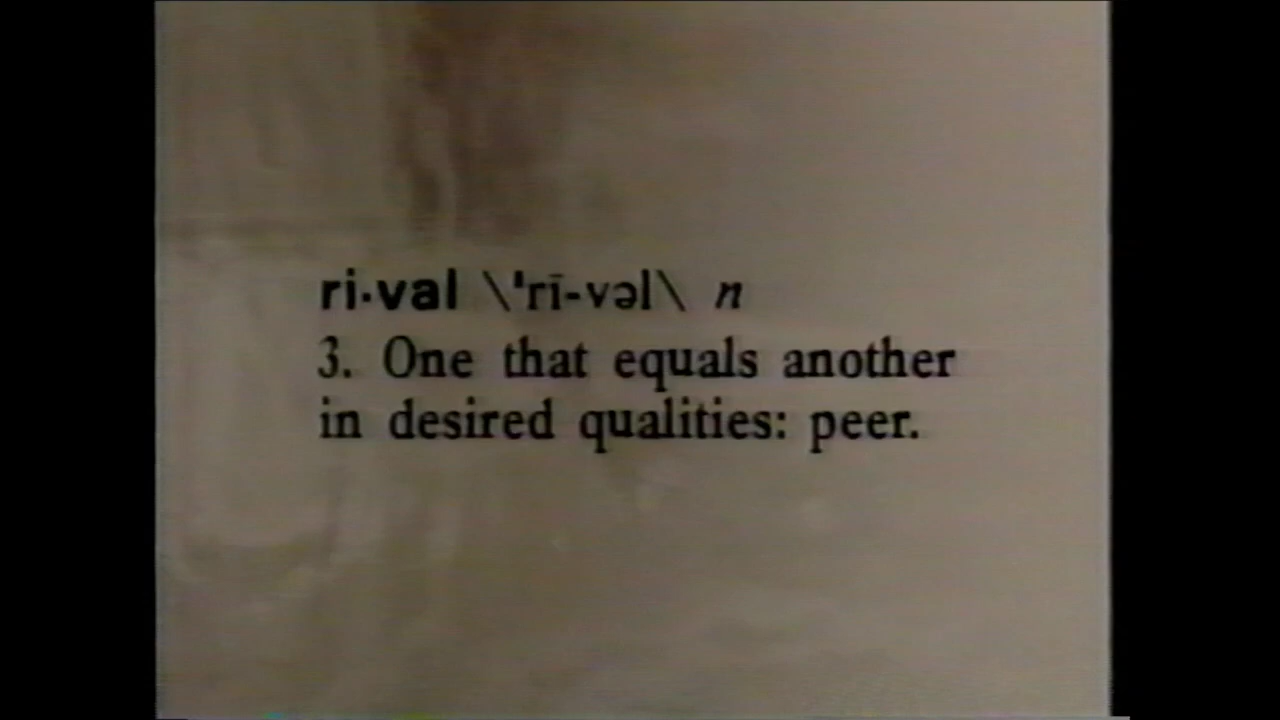 ri·val \'rī-vəl\ n
3. One that equals another
in desired qualities: peer.